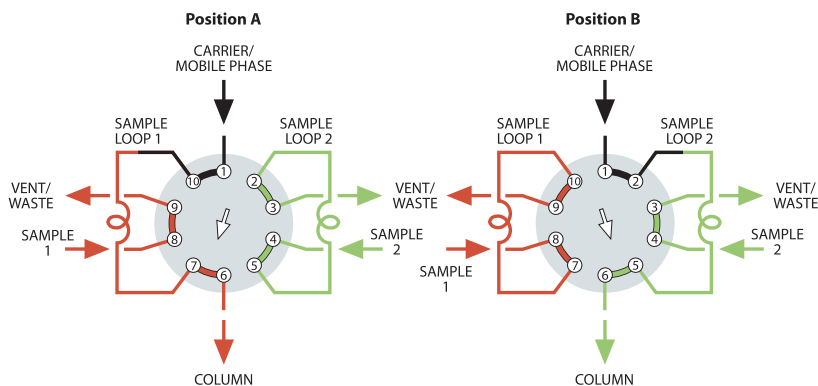 Position A
CARRIER/
MOBILE PHASE
SAMPLE
LOOP 1
SAMPLE
LOOP 2
1
10
2
9
3
8
4
7
5
6
VENT/
WASTE
SAMPLE
1
VENT/
WASTE
SAMPLE
2
COLUMN
Position B
CARRIER/
MOBILE PHASE
SAMPLE
LOOP 1
SAMPLE
LOOP 2
1
10
2
9
3
8
4
7
5
6
SAMPLE
1
VENT/
WASTE
SAMPLE
2
COLUMN